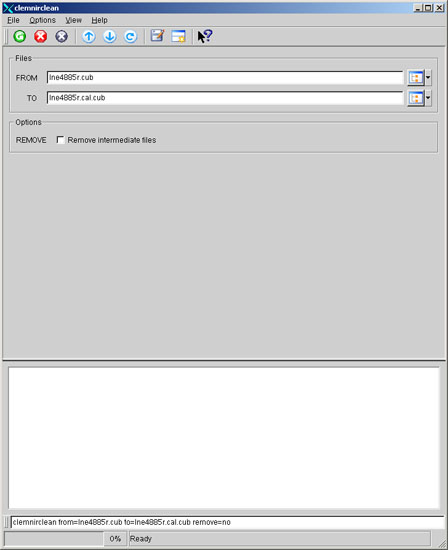 clemnirclean
File Options View Help
Files
FROM lne4885r.cub
TO lne4885r.cal.cub
Options
REMOVE Remove intermediate files
clemnirclean from=lne4885r.cub to=lne4885r.cal.cub remove=no
0% Ready